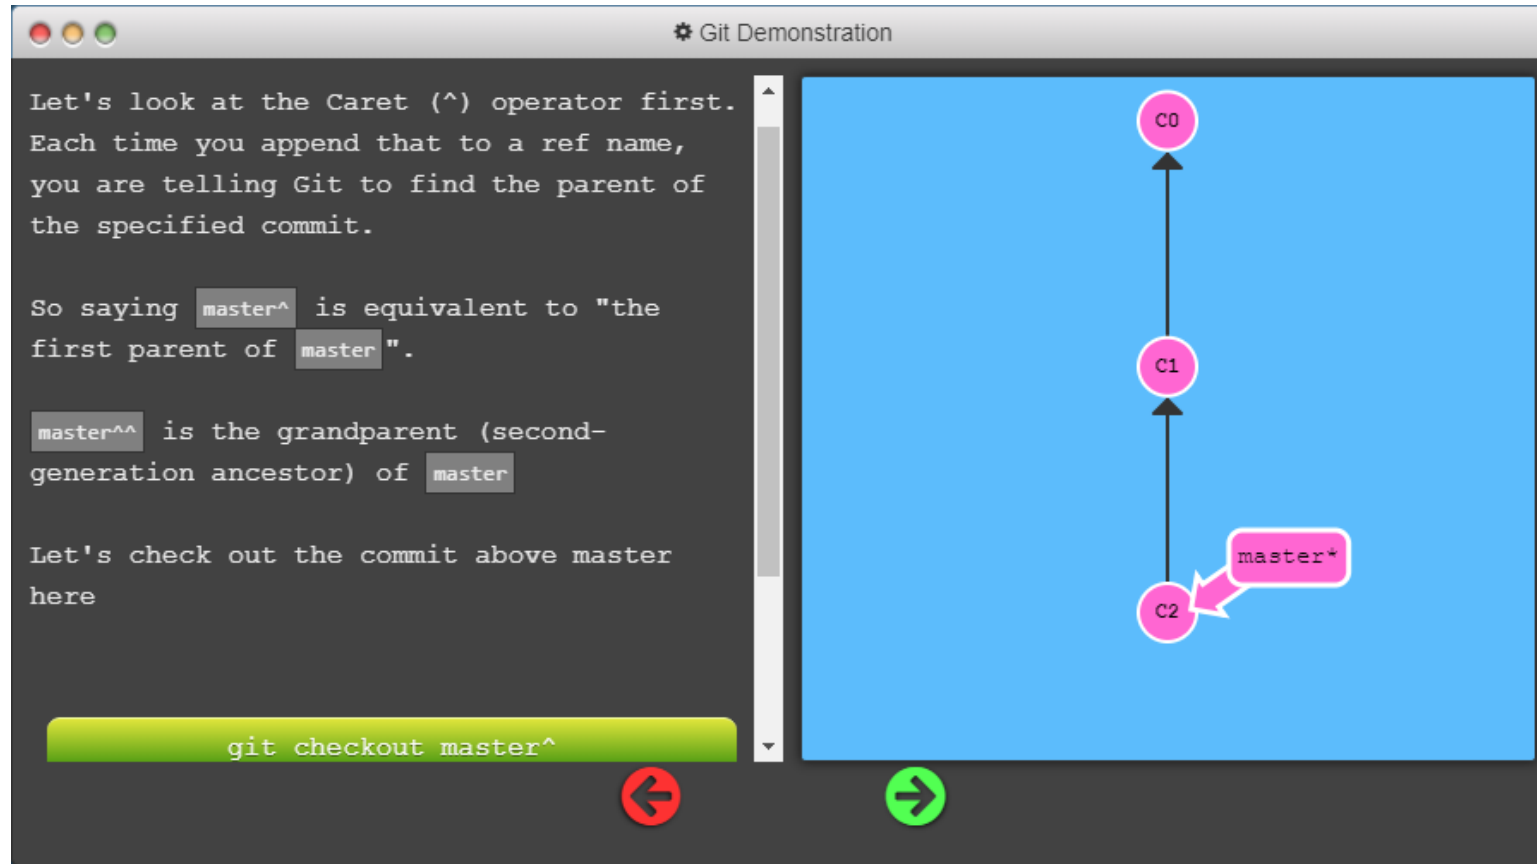 Git Demonstration
Let's look at the Caret (^) operator first.
Each time you append that to a ref name,
you are telling Git to find the parent of
the specified commit.
So saying master^ is equivalent to "the
first parent of master".
master^^ is the grandparent (second-
generation ancestor) of master
Let's check out the commit above master
here
git checkout master^
C0
C1
master*
C2